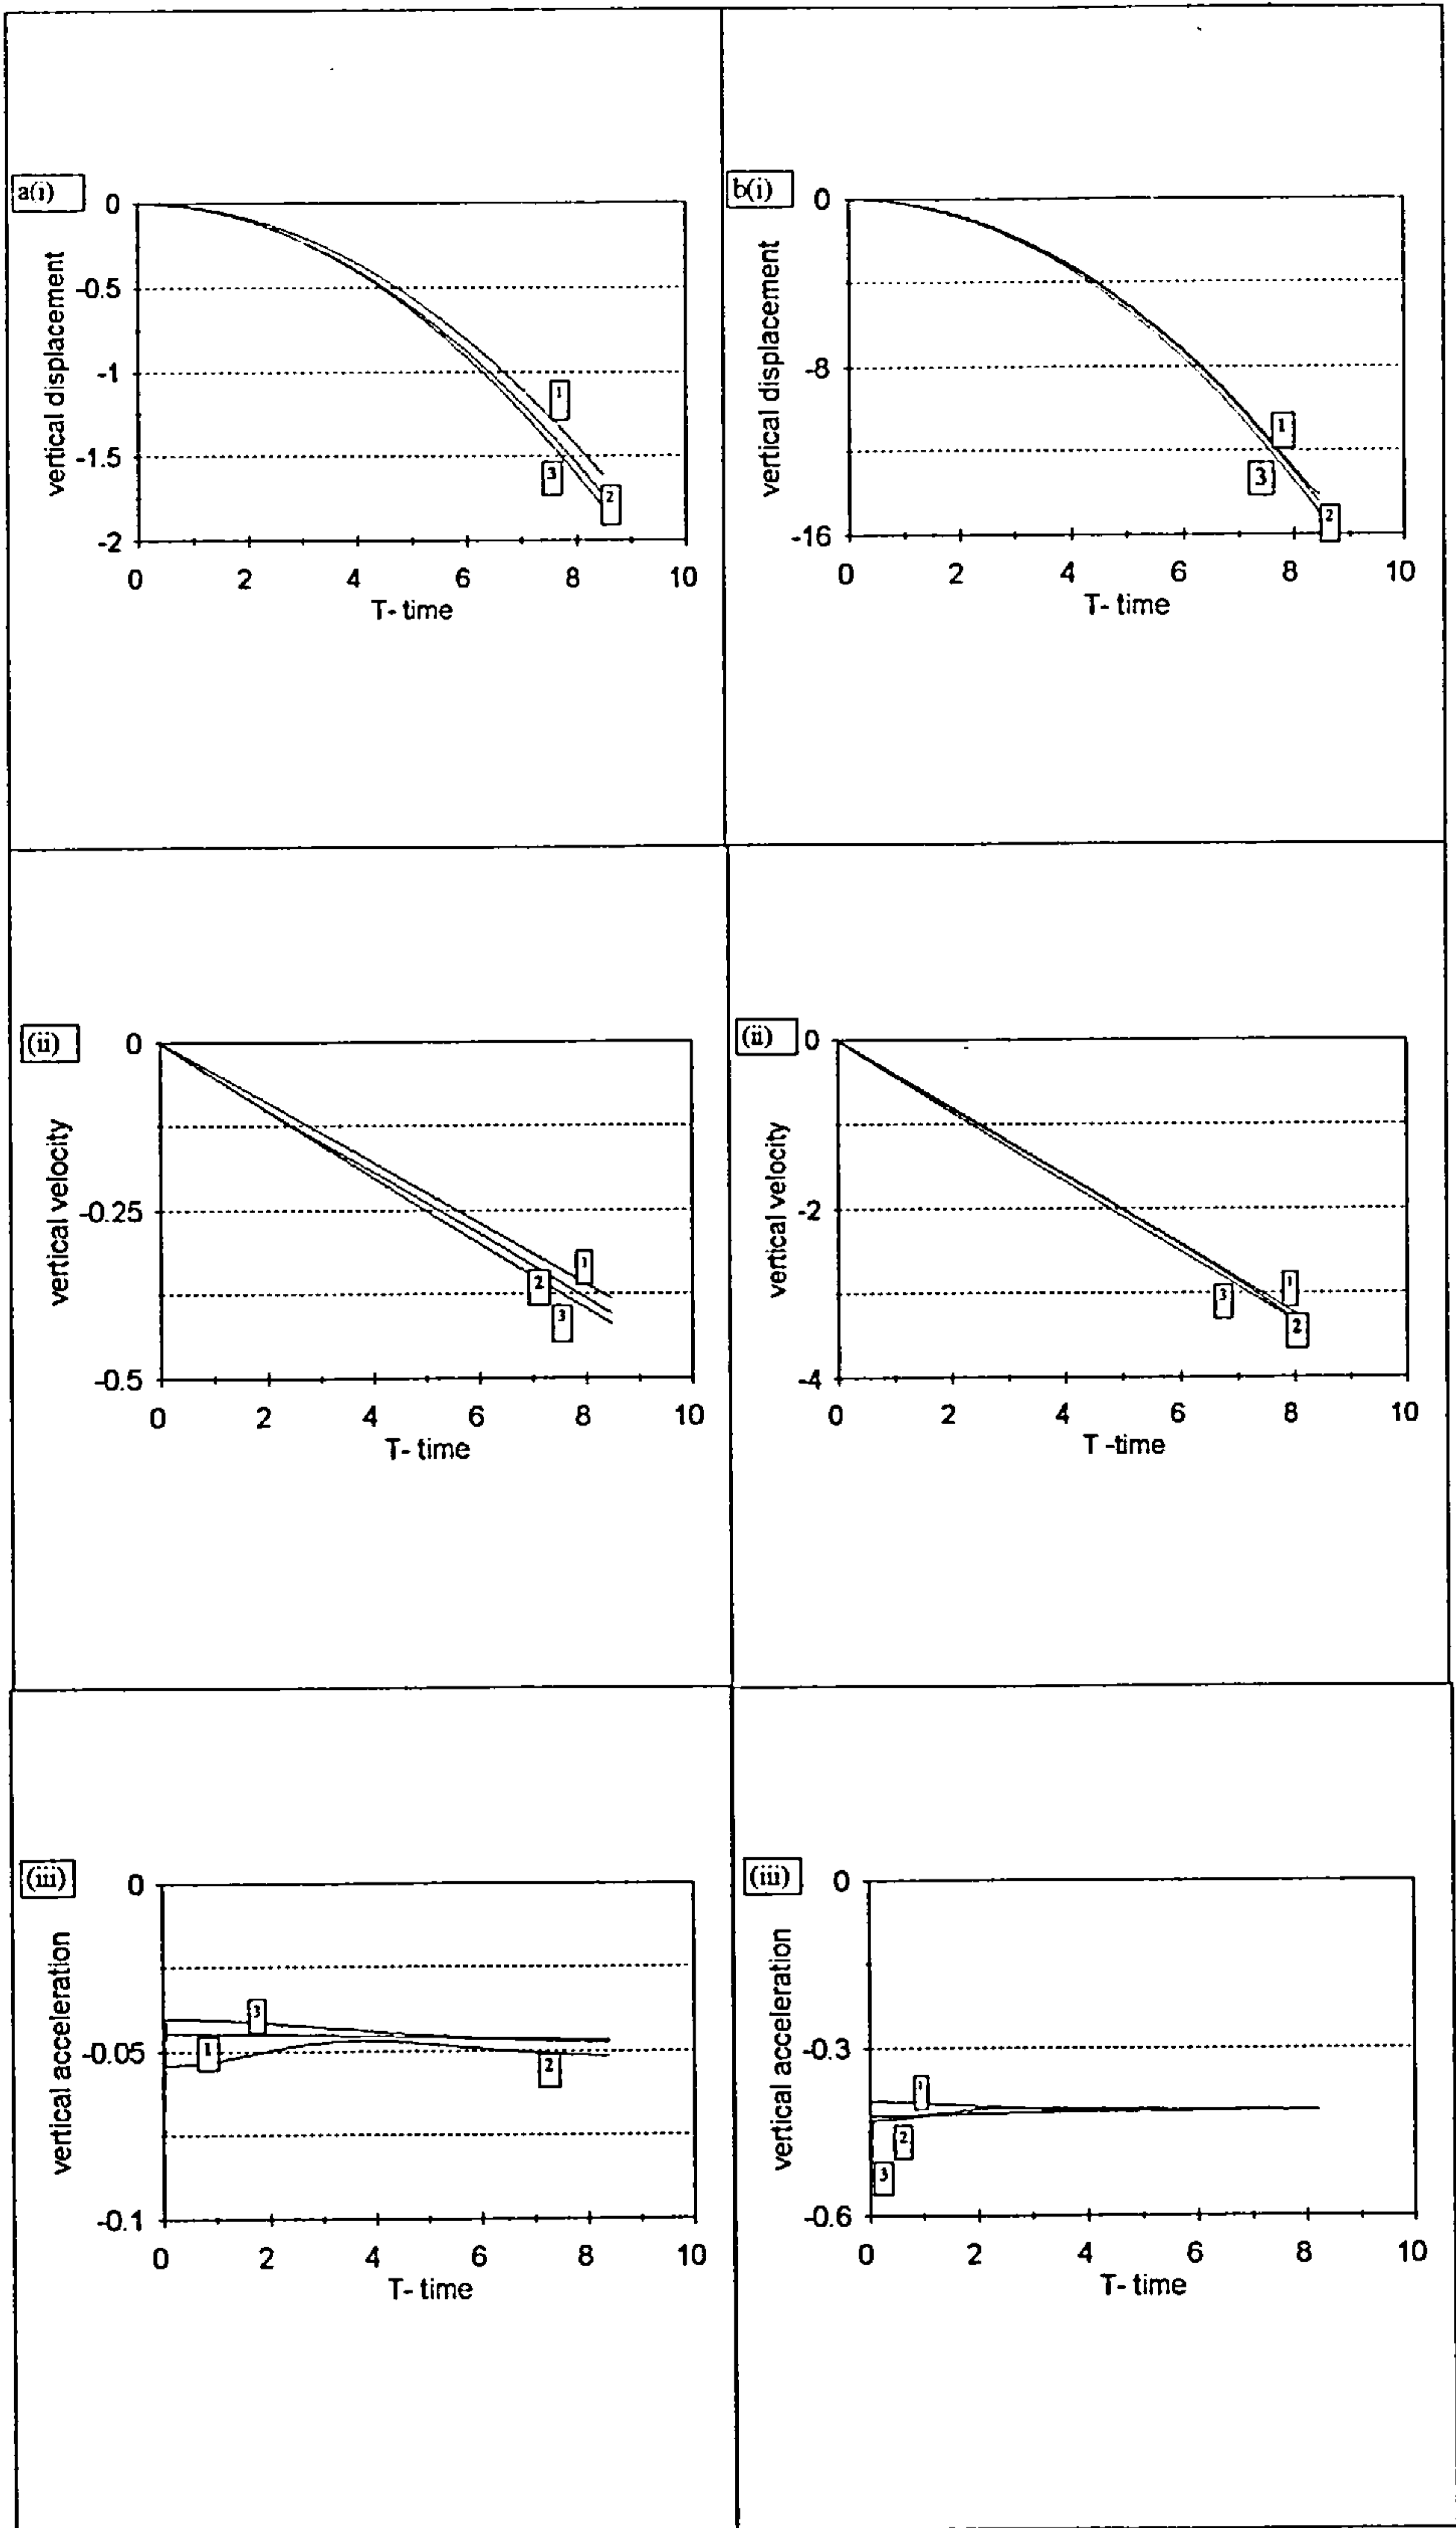 a(i)
vertical displacement
0
-0.5
-1
-1.5
-2
1
3
2
0 2 4 6 8 10
T- time
b(i)
vertical displacement
0
-8
-16
1
3
2
0 2 4 6 8 10
T- time
(ii)
vertical velocity
0
-0.25
-0.5
1
2
3
0 2 4 6 8 10
T- time
(ii)
vertical velocity
0
-2
-4
1
3
2
0 2 4 6 8 10
T -time
(iii)
vertical acceleration
0
-0.05
-0.1
3
1
2
0 2 4 6 8 10
T- time
(iii)
vertical acceleration
0
-0.3
-0.6
1
2
3
0 2 4 6 8 10
T- time